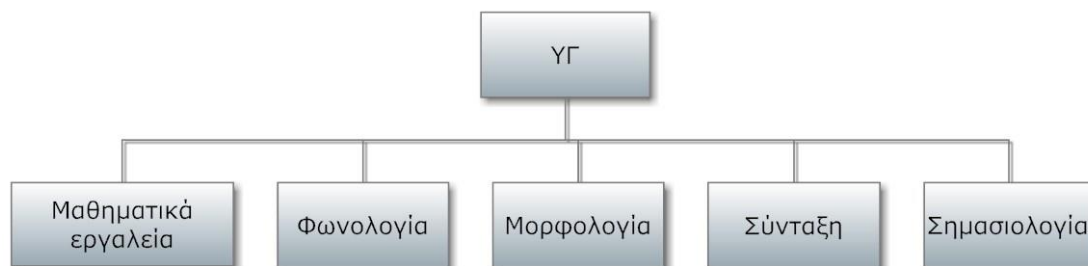 ΥΓ
Μαθηματικά
εργαλεία
Φωνολογία
Μορφολογία
Σύνταξη
Σημασιολογία